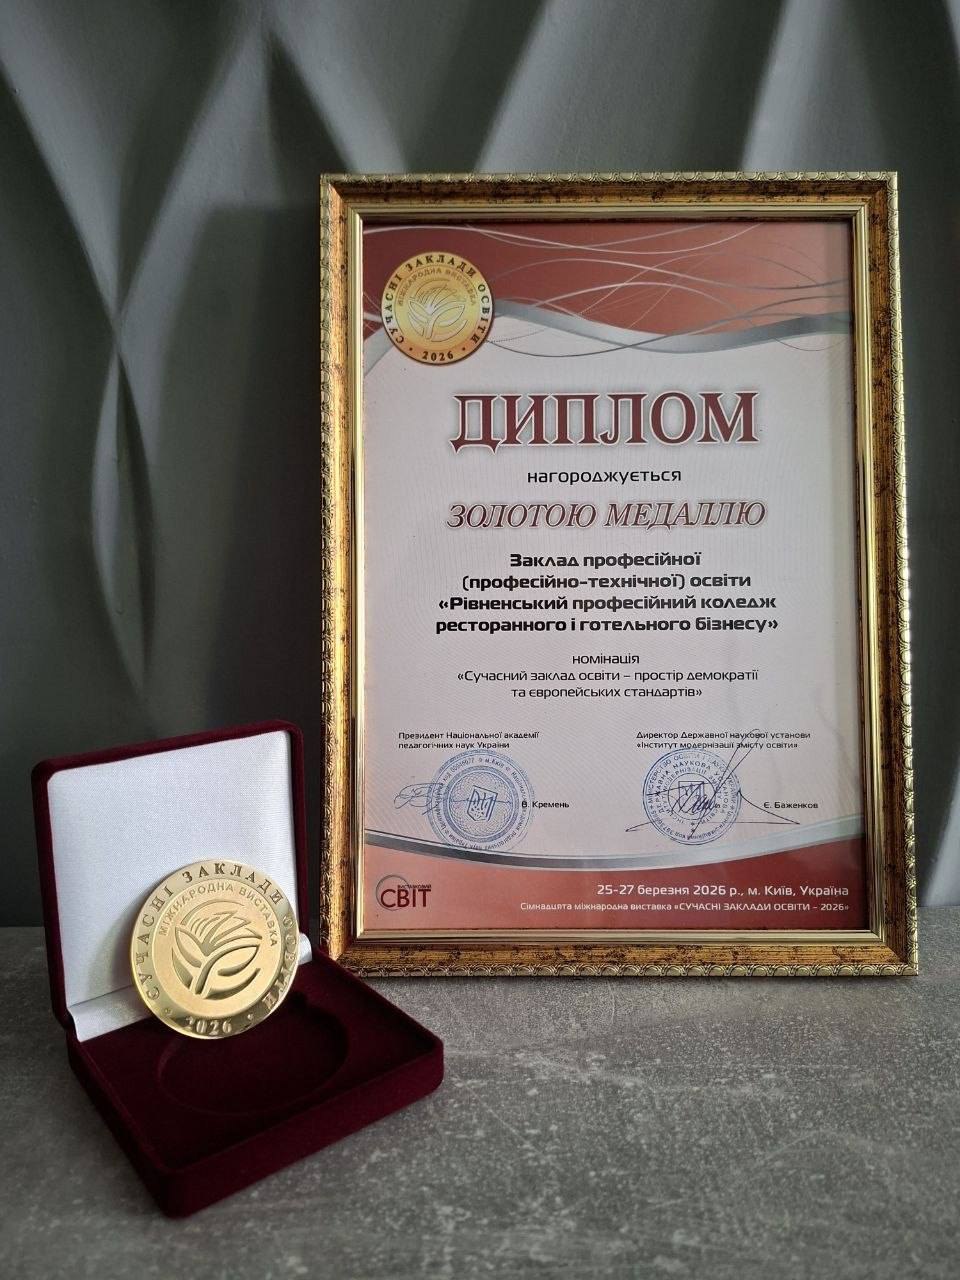 СУЧАСНІ ЗАКЛАДИ ОСВІТИ
МІЖНАРОДНА ВИСТАВКА
• 2026 •
ДИПЛОМ
нагороджується
ЗОЛОТОЮ МЕДАЛЛЮ
Заклад професійної
(професійно-технічної) освіти
«Рівненський професійний коледж
ресторанного і готельного бізнесу»
номінація
«Сучасний заклад освіти – простір демократії
та європейських стандартів»
Президент Національної академії
педагогічних наук України
В. Кремень
Директор Державної наукової установи
«Інститут модернізації змісту освіти»
Є. Баженков
ВИСТАВКОВИЙ
СВІТ
25-27 березня 2026 р., м. Київ, Україна
Сімнадцята міжнародна виставка «СУЧАСНІ ЗАКЛАДИ ОСВІТИ – 2026»
СУЧАСНІ ЗАКЛАДИ ОСВІТИ
МІЖНАРОДНА ВИСТАВКА
• 2026 •